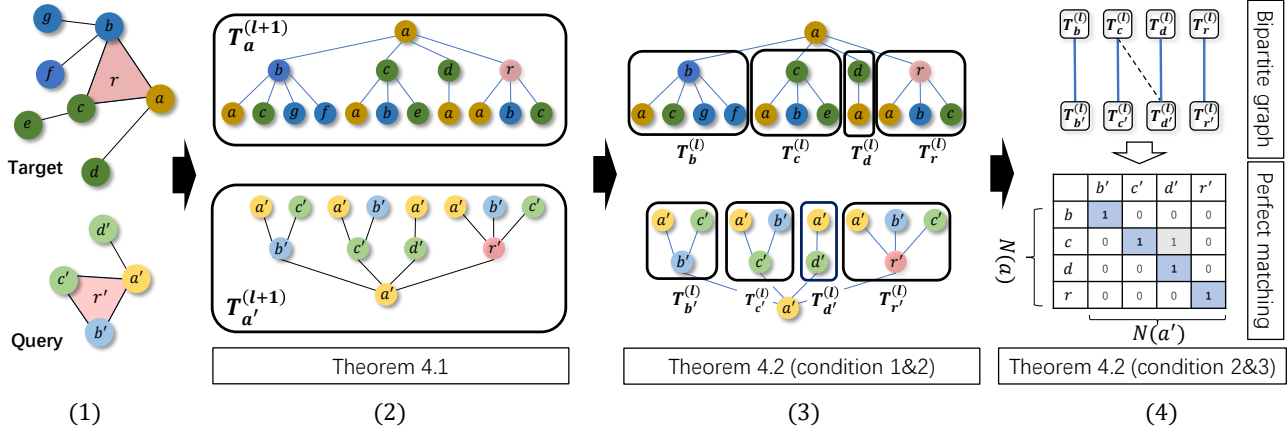 g
b
f
r
c
a
e
d
Target
d′
c′
a′
r′
b′
Query
(1)
T_a^(l+1)
a
b c d r
a c g f a b e a a b c
a′ c′ a′ b′ a′ a′ b′ c′
b′ c′ d′ r′
a′
T_a′^(l+1)
Theorem 4.1
(2)
a
b c d r
a c g f a b e a a b c
T_b^(l) T_c^(l) T_d^(l) T_r^(l)
a′ c′ a′ b′ a′ a′ b′ c′
b′ c′ d′ r′
T_b′^(l) T_c′^(l) T_d′^(l) T_r′^(l)
a′
Theorem 4.2 (condition 1&2)
(3)
T_b^(l) T_c^(l) T_d^(l) T_r^(l)
T_b′^(l) T_c′^(l) T_d′^(l) T_r′^(l)
Bipartite graph
b′ c′ d′ r′
b 1 0 0 0
c 0 1 1 0
d 0 0 1 0
r 0 0 0 1
N(a)
N(a′)
Perfect matching
Theorem 4.2 (condition 2&3)
(4)